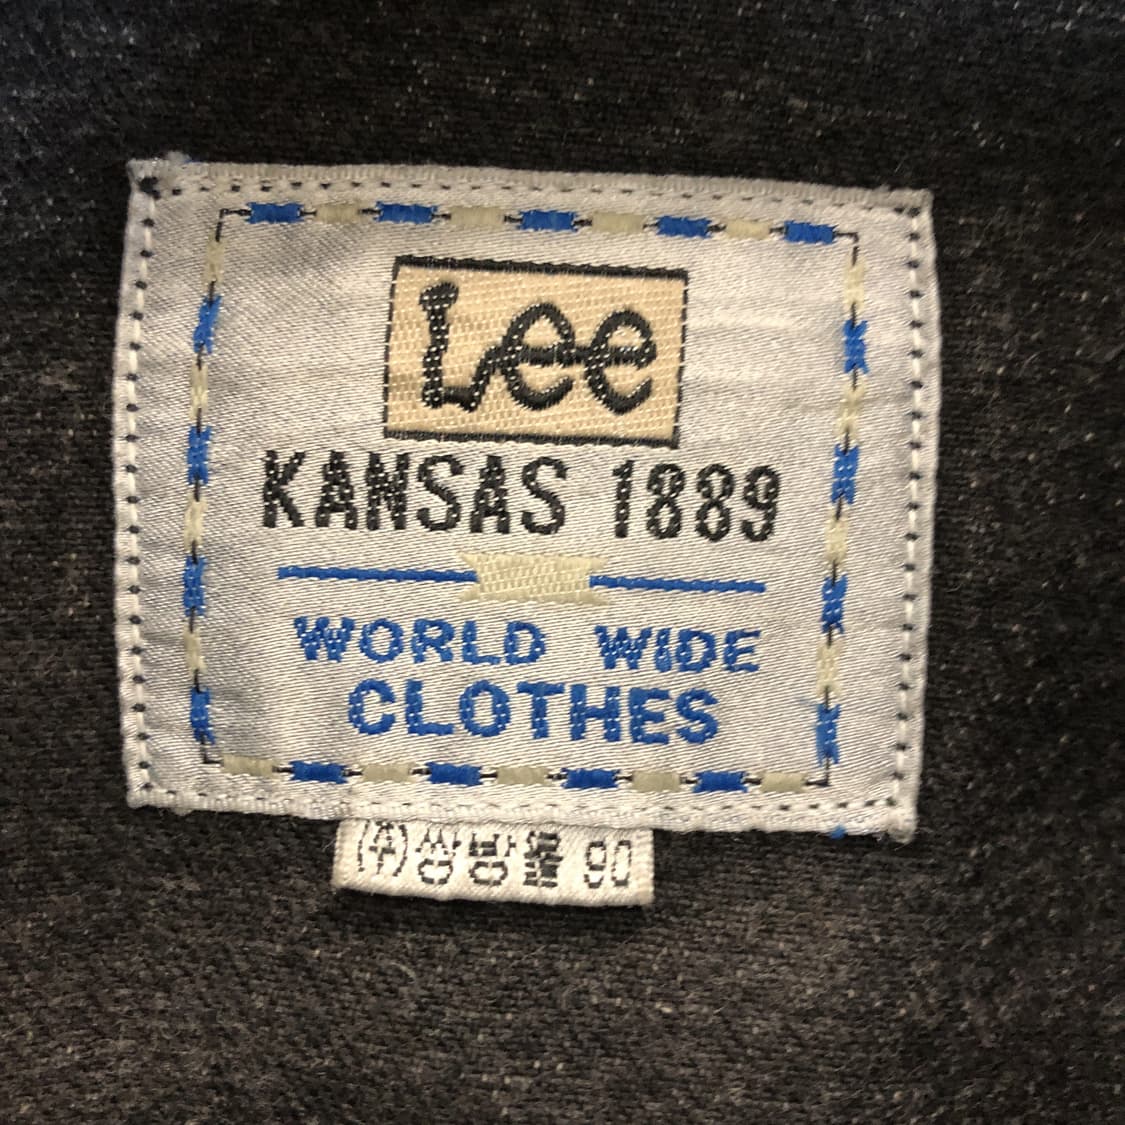 Lee
KANSAS 1889
WORLD WIDE
CLOTHES
(주)쌍방울 90